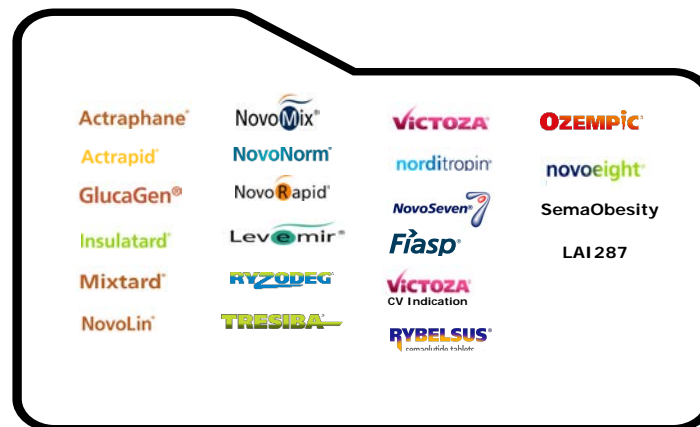 Actraphane®
Actrapid®
GlucaGen®
Insulatard®
Mixtard®
NovoLin®
NovoMix®
NovoNorm®
NovoRapid®
Levemir®
RYZODEG®
TRESIBA®
VICTOZA®
norditropin®
NovoSeven®
Fiasp®
VICTOZA®
CV Indication
RYBELSUS®
semaglutide tablets
OZEMPIC®
novoeight®
SemaObesity
LAI287